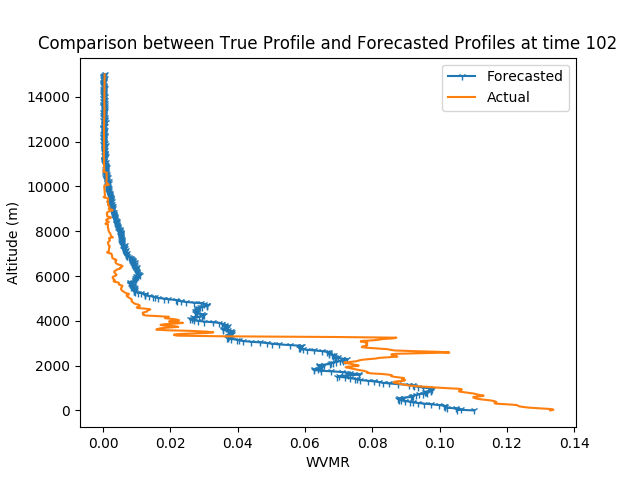 Comparison between True Profile and Forecasted Profiles at time 102
Forecasted
Actual
14000
12000
10000
8000
6000
4000
2000
0
Altitude (m)
0.00 0.02 0.04 0.06 0.08 0.10 0.12 0.14
WVMR